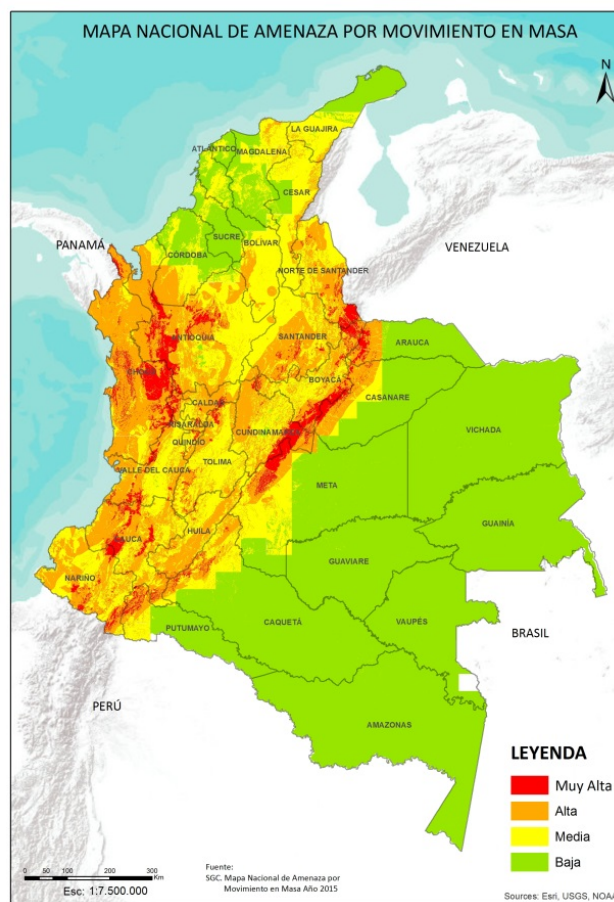 MAPA NACIONAL DE AMENAZA POR MOVIMIENTO EN MASA
N
LA GUAJIRA
ATLÁNTICO
MAGDALENA
CESAR
PANAMÁ
SUCRE
BOLÍVAR
CÓRDOBA
VENEZUELA
NORTE DE SANTANDER
ANTIOQUIA
SANTANDER
ARAUCA
CHOCÓ
BOYACÁ
CASANARE
CALDAS
RISARALDA
CUNDINAMARCA
VICHADA
QUINDÍO
VALLE DEL CAUCA
TOLIMA
META
GUAINÍA
HUILA
CAUCA
GUAVIARE
NARIÑO
CAQUETÁ
VAUPÉS
PUTUMAYO
BRASIL
PERÚ
AMAZONAS
LEYENDA
Muy Alta
Alta
Media
Baja
0 50 100 200 300
Km
Esc: 1:7.500.000
Fuente:
SGC. Mapa Nacional de Amenaza por
Movimiento en Masa Año 2015
Sources: Esri, USGS, NOAA